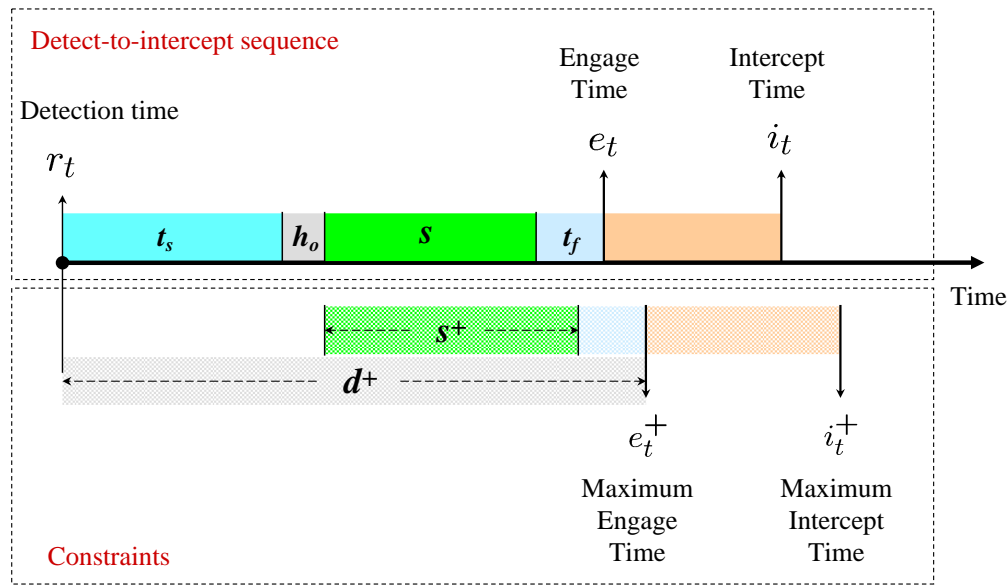 Detect-to-intercept sequence
Engage
Time
Intercept
Time
Detection time
r_t
e_t
i_t
t_s
h_o
s
t_f
Time
s^+
d^+
e_t^+
i_t^+
Maximum
Engage
Time
Maximum
Intercept
Time
Constraints